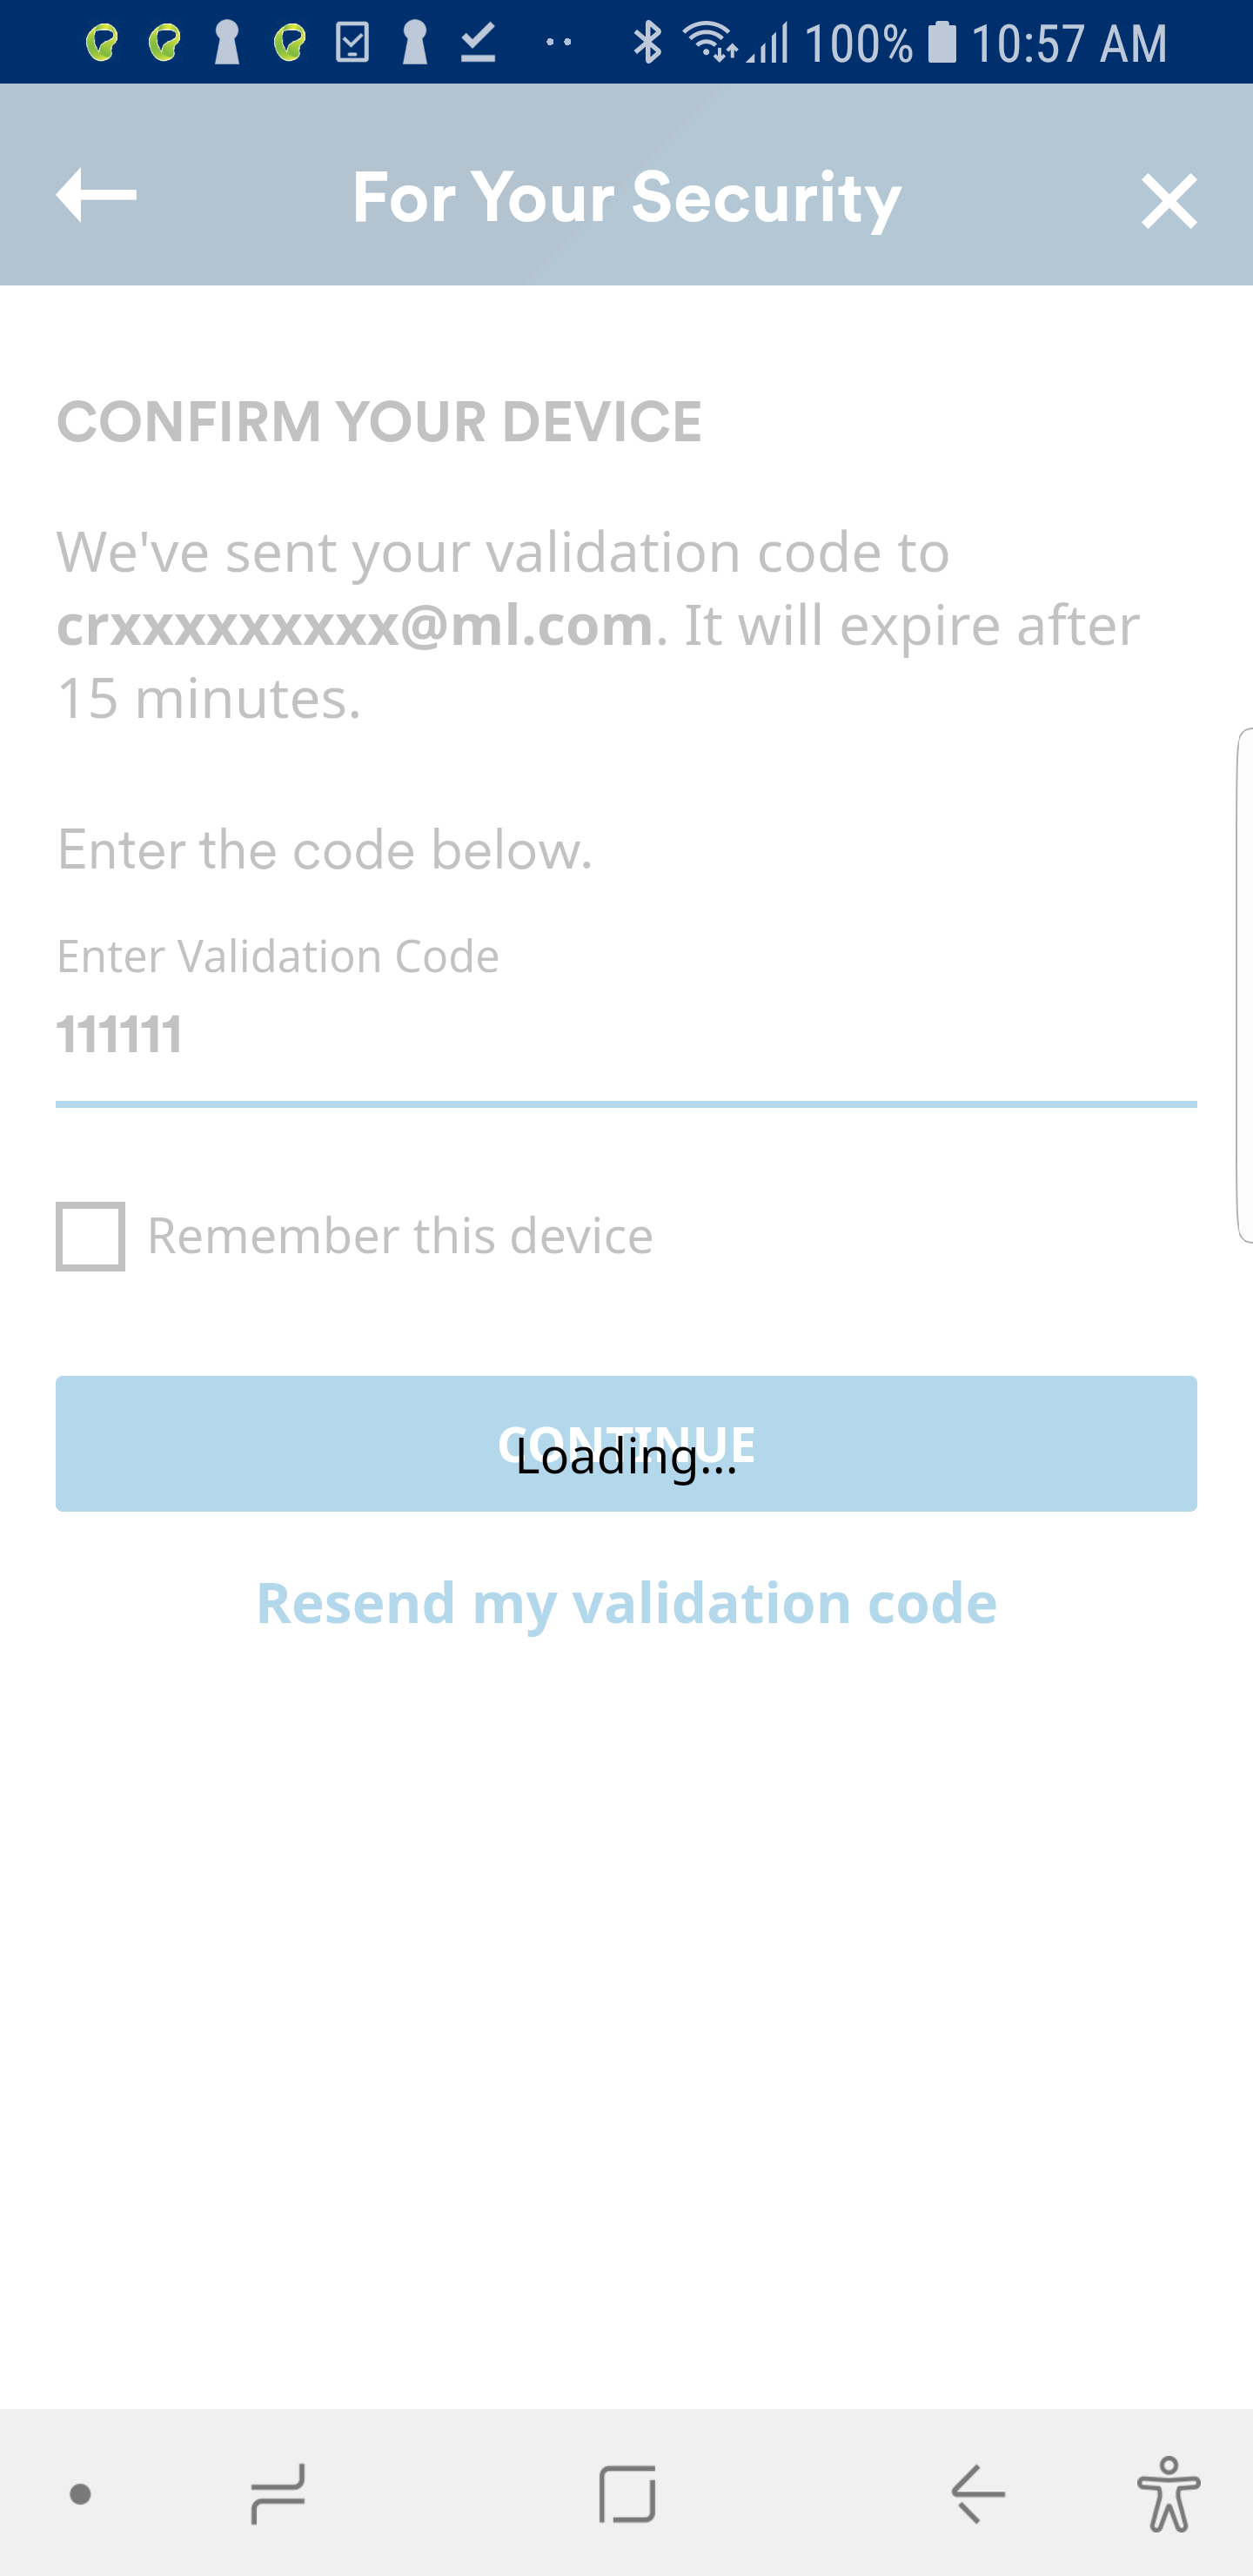 100% 10:57 AM
For Your Security
CONFIRM YOUR DEVICE
We've sent your validation code to
crxxxxxxxxx@ml.com. It will expire after
15 minutes.
Enter the code below.
Enter Validation Code
111111
Remember this device
CONTINUE
Loading...
Resend my validation code